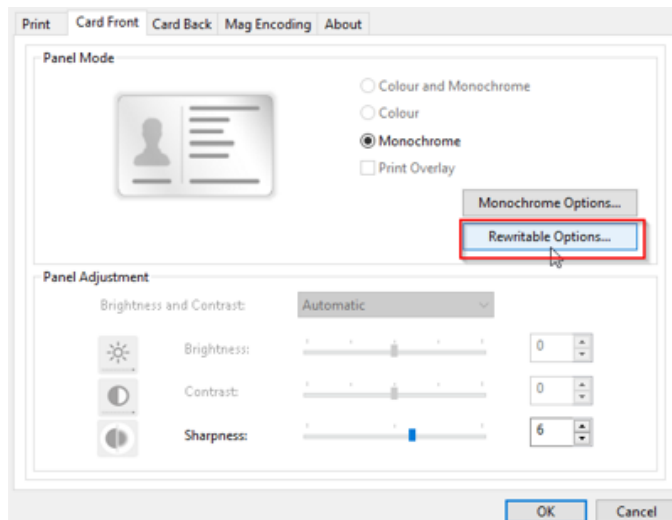 Print Card Front Card Back Mag Encoding About
Panel Mode
Colour and Monochrome
Colour
Monochrome
Print Overlay
Monochrome Options...
Rewritable Options...
Panel Adjustment
Brightness and Contrast: Automatic
Brightness: 0
Contrast: 0
Sharpness: 6
OK Cancel